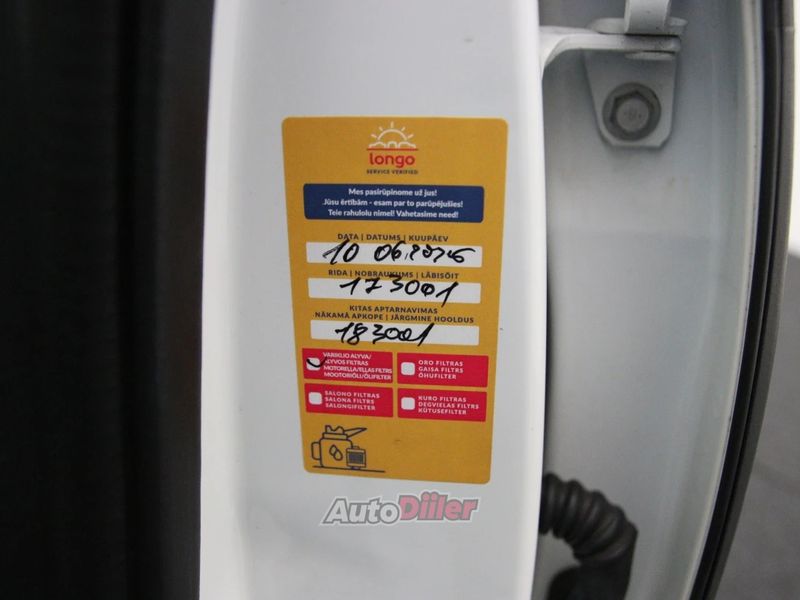 longo
SERVICE VERIFIED
Mes pasirūpinome už jus!
Jūsu ērtībām - esam par to parūpējušies!
Teie rahulolu nimel! Vahetasime need!
DATA | DATUMS | KUUPÄEV
10 06.2026
RIDA | NOBRAUKUMS | LÄBISÕIT
173001
KITAS APTARNAVIMAS
NĀKAMĀ APKOPE | JÄRGMINE HOOLDUS
183001
VARIKLIO ALYVA/
ALYVOS FILTRAS
MOTOREĻĻA/EĻĻAS FILTRS
MOOTORIÕLI/ÕLIFILTER
ORO FILTRAS
GAISA FILTRS
ÕHUFILTER
SALONO FILTRAS
SALONA FILTRS
SALONGIFILTER
KURO FILTRAS
DEGVIELAS FILTRS
KÜTUSEFILTER
AutoDiiler